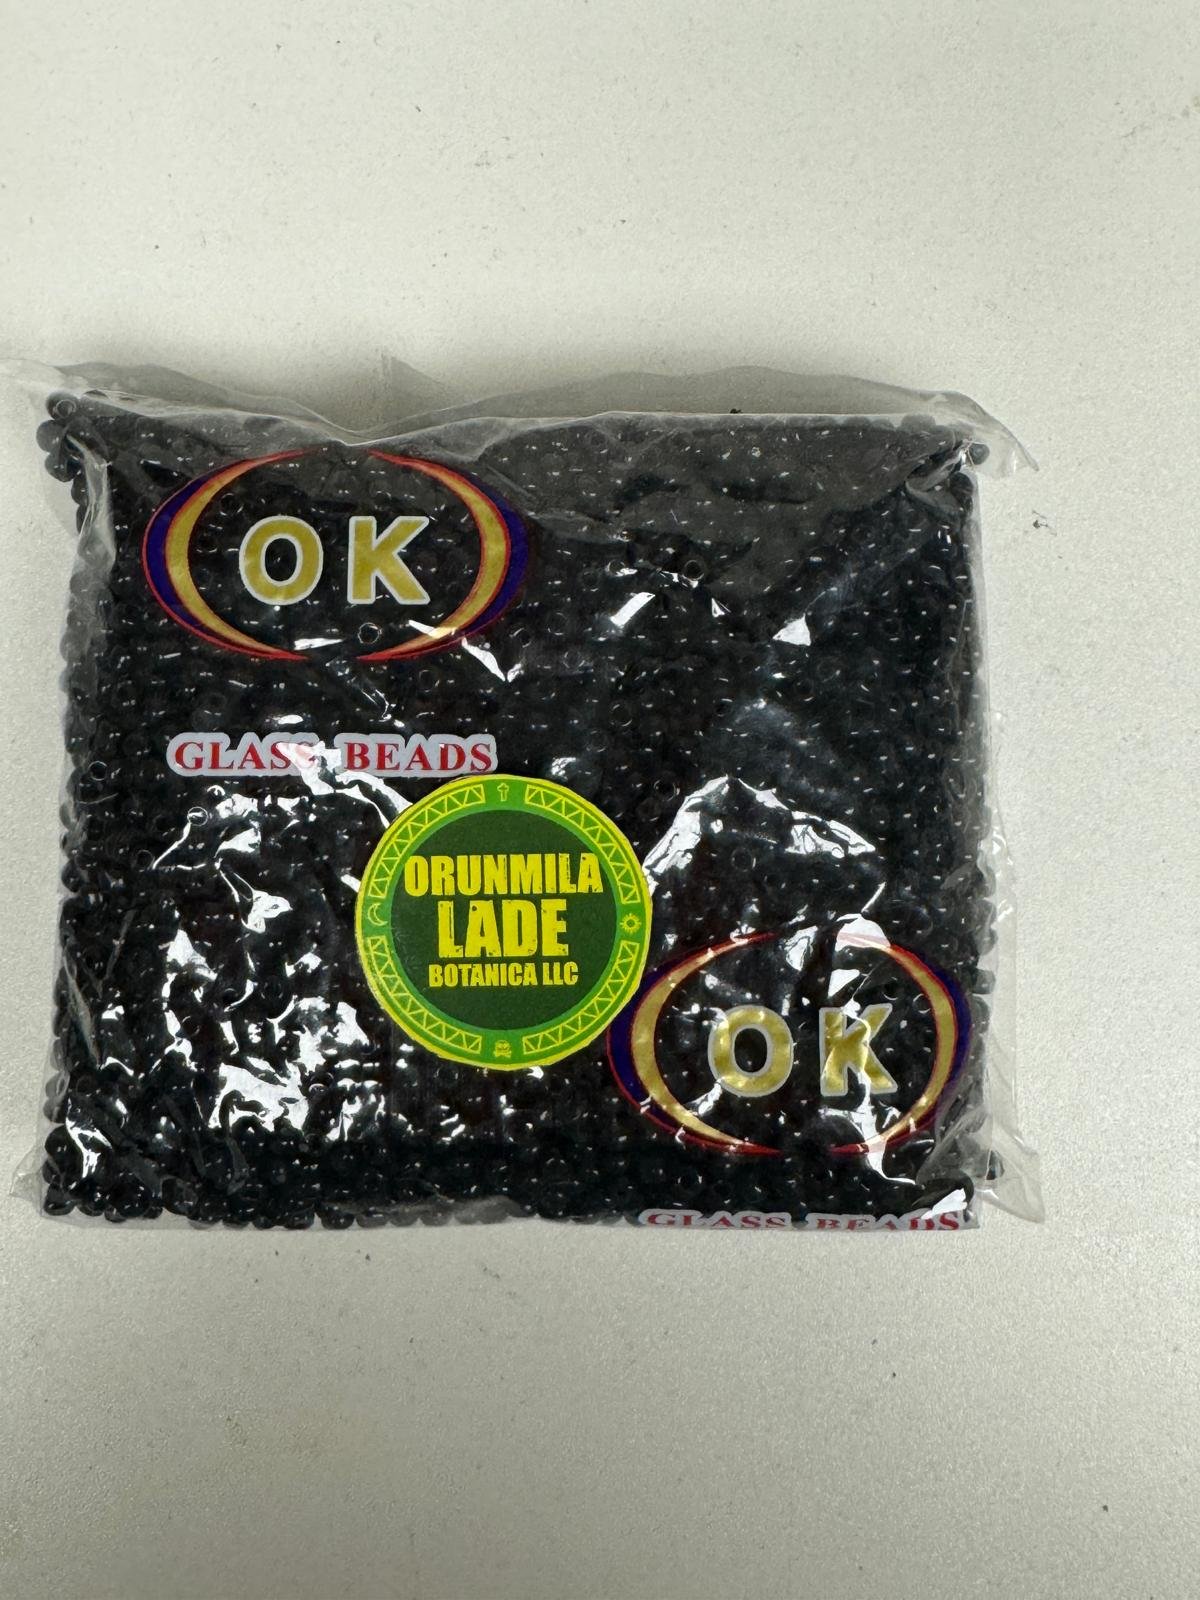 OK
GLASS BEADS
ORUNMILA
LADE
BOTANICA LLC
OK
GLASS BEADS